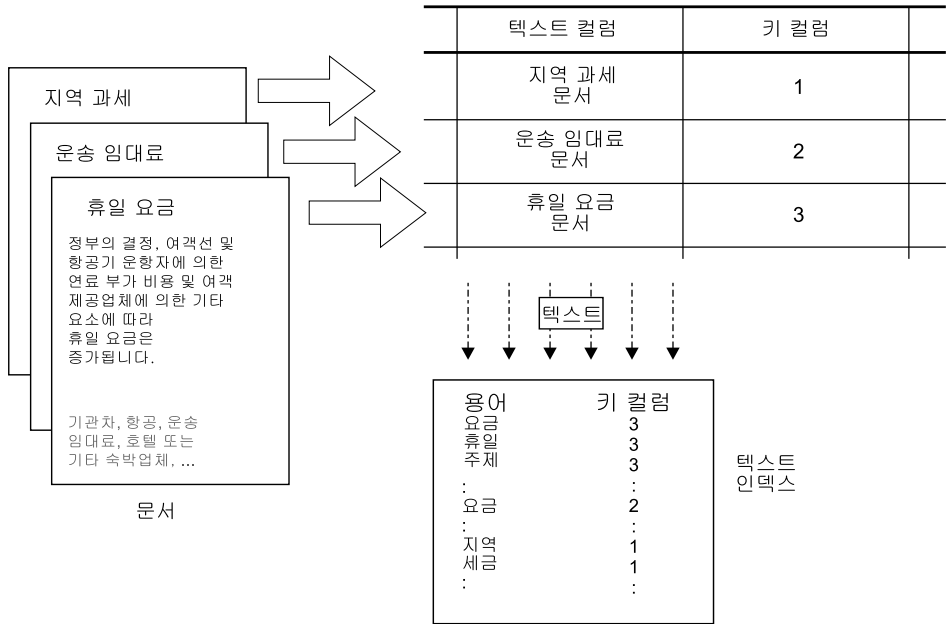 텍스트 컬럼
키 컬럼
지역 과세
문서
1
운송 임대료
문서
2
휴일 요금
문서
3
지역 과세
운송 임대료
휴일 요금
정부의 결정, 여객선 및
항공기 운항자에 의한
연료 부가 비용 및 여객
제공업체에 의한 기타
요소에 따라
휴일 요금은
증가됩니다.
기관차, 항공, 운송
임대료, 호텔 또는
기타 숙박업체, ...
문서
텍스트
용어 키 컬럼
요금 3
휴일 3
주제 3
: :
요금 2
: :
지역 1
세금 1
: :
텍스트
인덱스